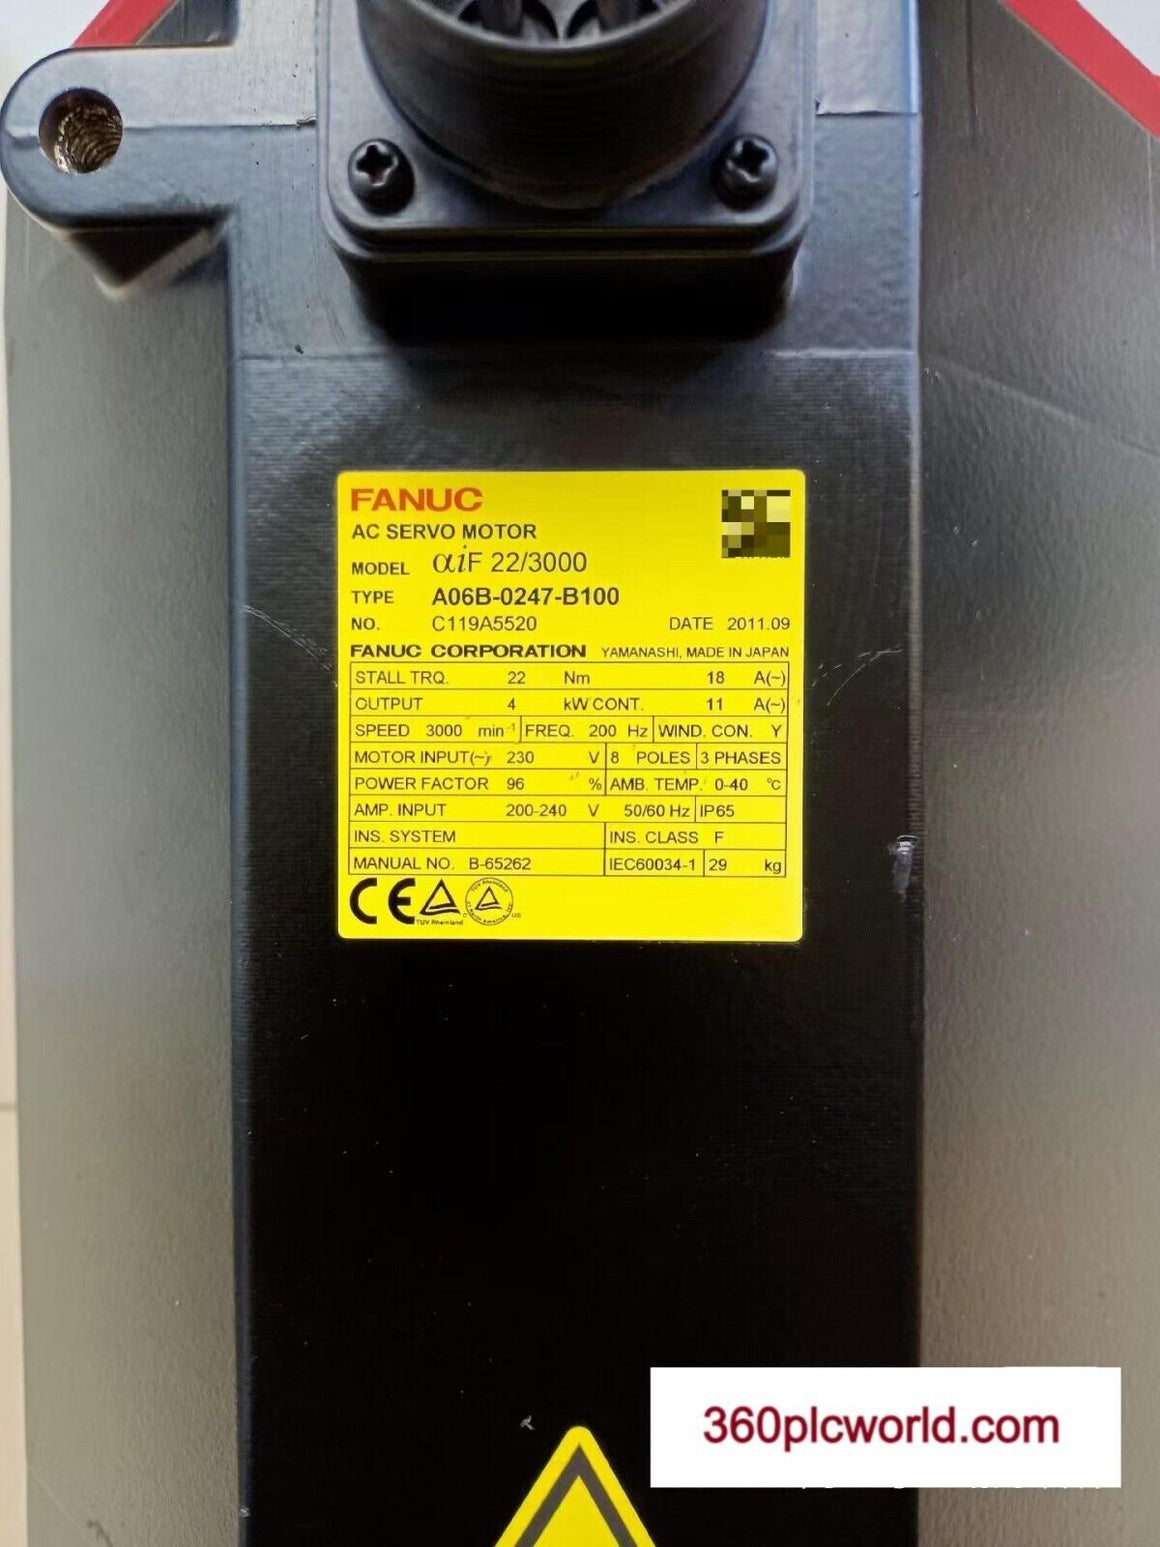 FANUC
AC SERVO MOTOR
MODEL αiF 22/3000
TYPE A06B-0247-B100
NO. C119A5520 DATE 2011.09
FANUC CORPORATION YAMANASHI, MADE IN JAPAN
STALL TRQ. 22 Nm 18 A(~)
OUTPUT 4 kW CONT. 11 A(~)
SPEED 3000 min⁻¹ FREQ. 200 Hz WIND. CON. Y
MOTOR INPUT(~) 230 V 8 POLES 3 PHASES
POWER FACTOR 96 % AMB. TEMP. 0-40 °C
AMP. INPUT 200-240 V 50/60 Hz IP65
INS. SYSTEM INS. CLASS F
MANUAL NO. B-65262 IEC60034-1 29 kg
CE TÜV Rheinland C US
360plcworld.com